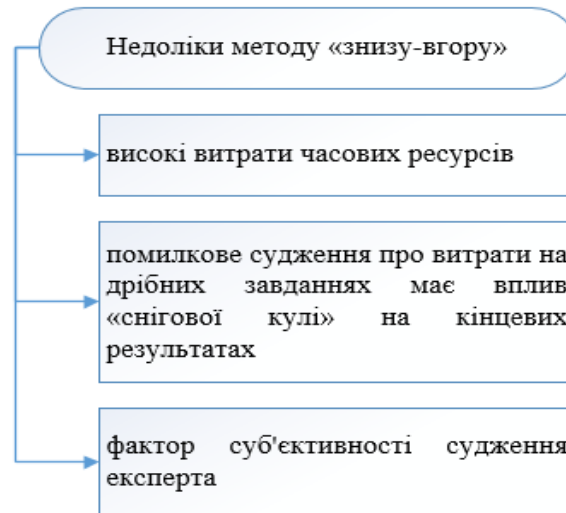 Недоліки методу «знизу-вгору»
високі витрати часових ресурсів
помилкове судження про витрати на
дрібних завданнях має вплив
«снігової кулі» на кінцевих
результатах
фактор суб'єктивності судження
експерта